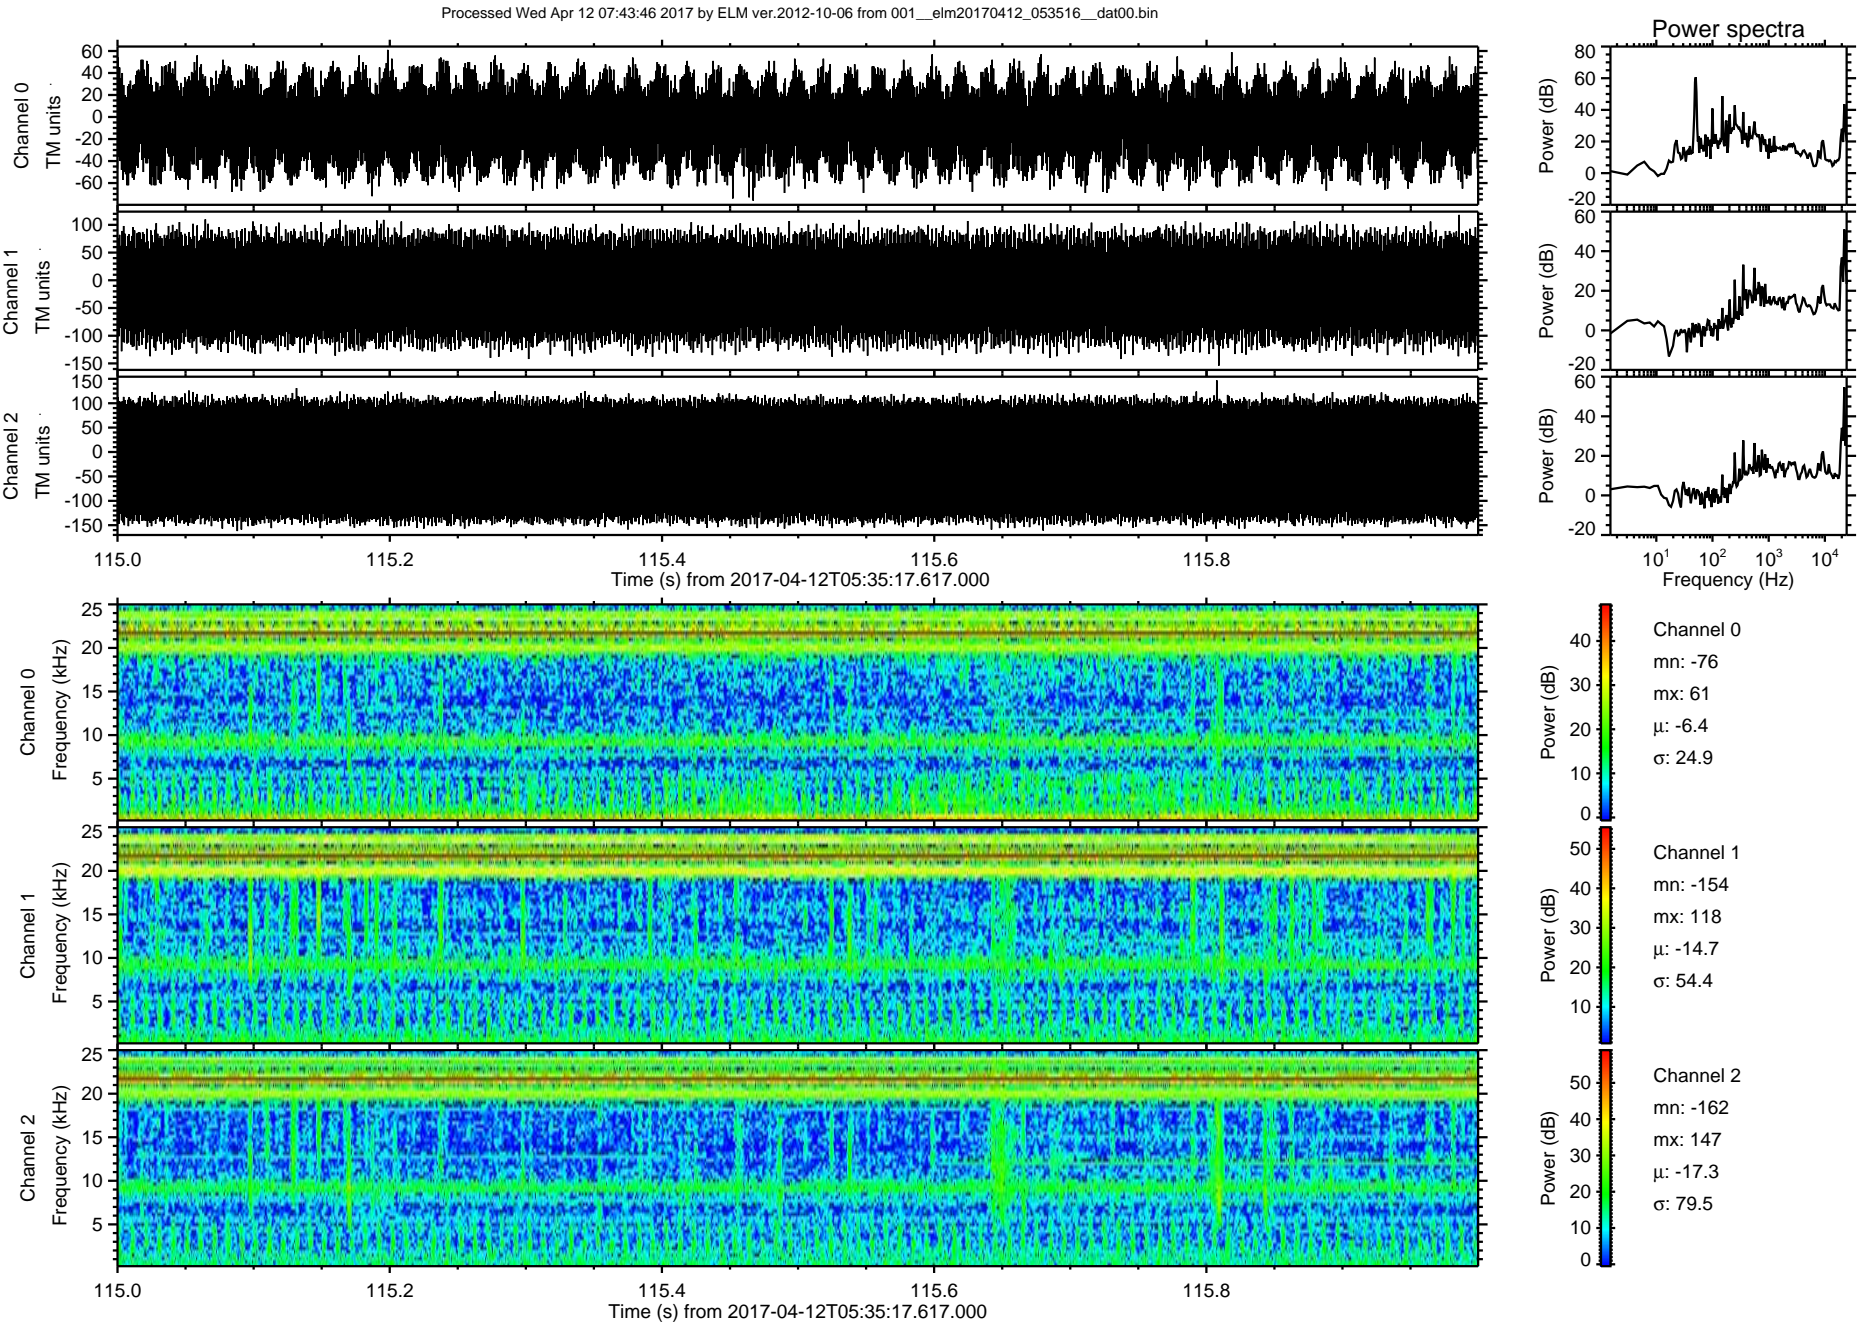 Processed Wed Apr 12 07:43:46 2017 by ELM ver.2012-10-06 from 001__elm20170412_053516__dat00.bin
Power spectra
Channel 0
TM units
60
40
20
0
-20
-40
-60
Power (dB)
80
60
40
20
0
-20
Channel 1
TM units
100
50
0
-50
-100
-150
Power (dB)
60
40
20
0
-20
Channel 2
TM units
150
100
50
0
-50
-100
-150
Power (dB)
60
40
20
0
-20
115.0 115.2 115.4 115.6 115.8
Time (s) from 2017-04-12T05:35:17.617.000
10^1 10^2 10^3 10^4
Frequency (Hz)
Channel 0
Frequency (kHz)
25
20
15
10
5
Power (dB)
40
30
20
10
0
Channel 0
mn: -76
mx: 61
μ: -6.4
σ: 24.9
Channel 1
Frequency (kHz)
25
20
15
10
5
Power (dB)
50
40
30
20
10
Channel 1
mn: -154
mx: 118
μ: -14.7
σ: 54.4
Channel 2
Frequency (kHz)
25
20
15
10
5
Power (dB)
50
40
30
20
10
0
Channel 2
mn: -162
mx: 147
μ: -17.3
σ: 79.5
115.0 115.2 115.4 115.6 115.8
Time (s) from 2017-04-12T05:35:17.617.000